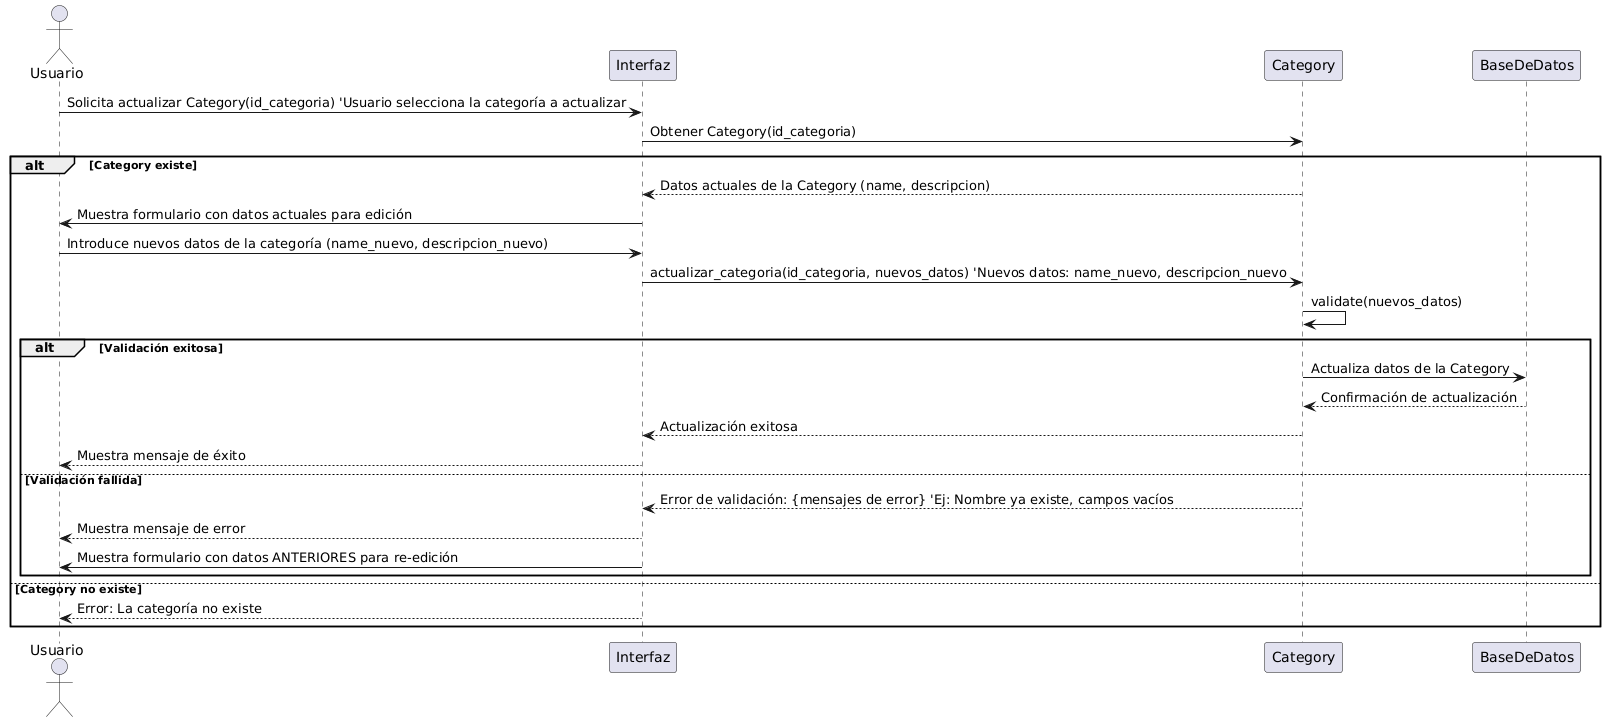 Usuario
Interfaz
Category
BaseDeDatos
Solicita actualizar Category(id_categoria) 'Usuario selecciona la categoría a actualizar
Obtener Category(id_categoria)
alt [Category existe]
Datos actuales de la Category (name, descripcion)
Muestra formulario con datos actuales para edición
Introduce nuevos datos de la categoría (name_nuevo, descripcion_nuevo)
actualizar_categoria(id_categoria, nuevos_datos) 'Nuevos datos: name_nuevo, descripcion_nuevo
validate(nuevos_datos)
alt [Validación exitosa]
Actualiza datos de la Category
Confirmación de actualización
Actualización exitosa
Muestra mensaje de éxito
[Validación fallida]
Error de validación: {mensajes de error} 'Ej: Nombre ya existe, campos vacíos
Muestra mensaje de error
Muestra formulario con datos ANTERIORES para re-edición
[Category no existe]
Error: La categoría no existe
Usuario
Interfaz
Category
BaseDeDatos